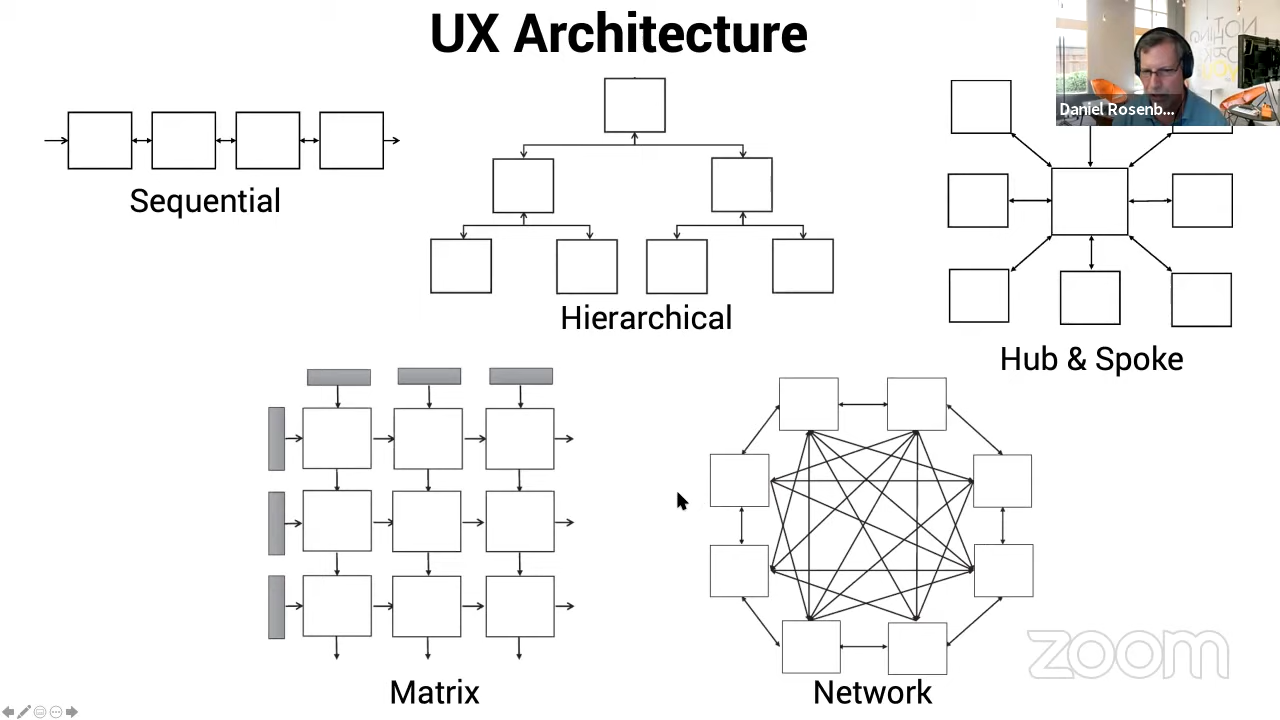 UX Architecture
Daniel Rosenb...
Sequential
Hierarchical
Hub & Spoke
Matrix
Network
zoom